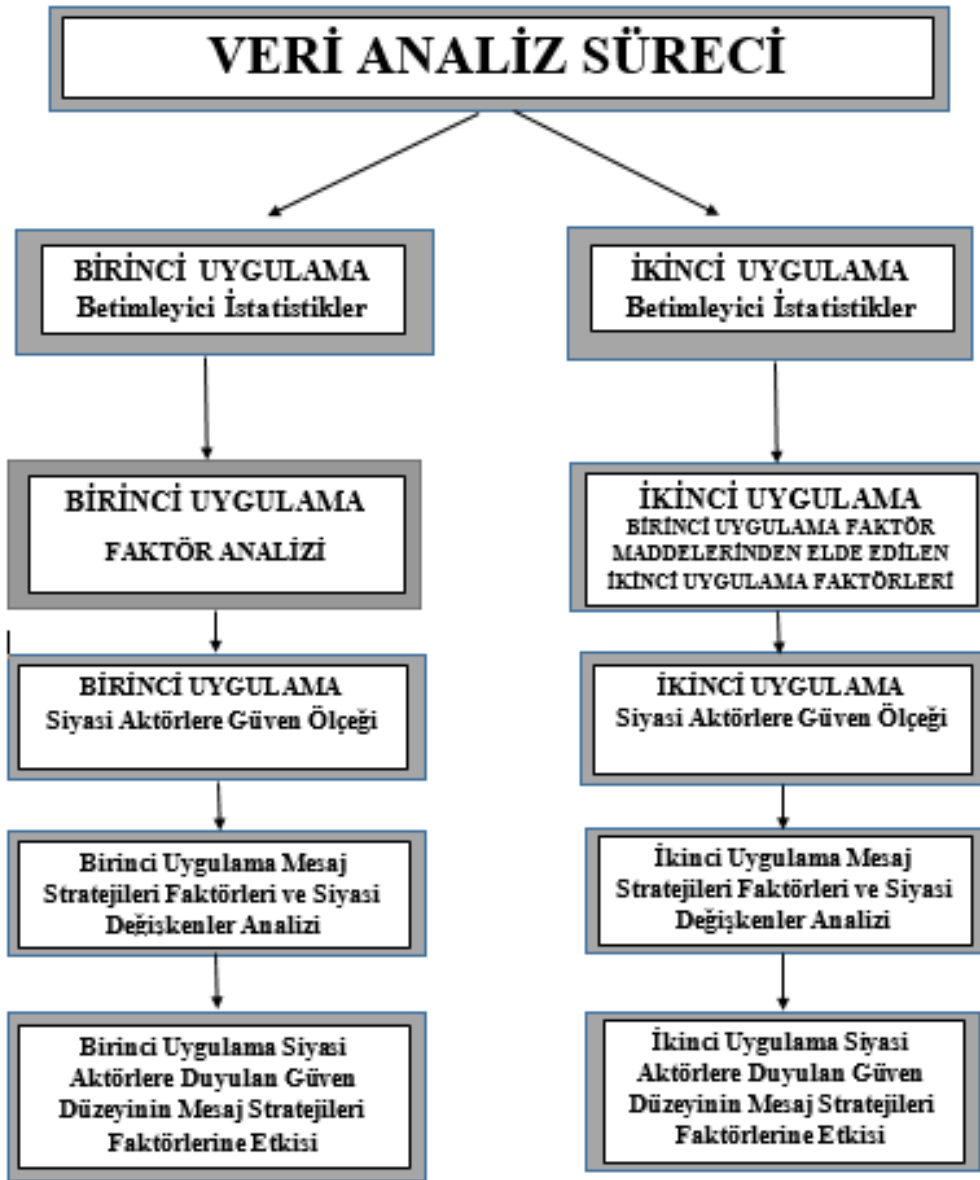 VERİ ANALİZ SÜRECİ
BİRİNCİ UYGULAMA
Betimleyici İstatistikler
İKİNCİ UYGULAMA
Betimleyici İstatistikler
BİRİNCİ UYGULAMA
FAKTÖR ANALİZİ
İKİNCİ UYGULAMA
BİRİNCİ UYGULAMA FAKTÖR
MADDELERİNDEN ELDE EDİLEN
İKİNCİ UYGULAMA FAKTÖRLERİ
BİRİNCİ UYGULAMA
Siyasi Aktörlere Güven Ölçeği
İKİNCİ UYGULAMA
Siyasi Aktörlere Güven Ölçeği
Birinci Uygulama Mesaj
Stratejileri Faktörleri ve Siyasi
Değişkenler Analizi
İkinci Uygulama Mesaj
Stratejileri Faktörleri ve Siyasi
Değişkenler Analizi
Birinci Uygulama Siyasi
Aktörlere Duyulan Güven
Düzeyinin Mesaj Stratejileri
Faktörlerine Etkisi
İkinci Uygulama Siyasi
Aktörlere Duyulan Güven
Düzeyinin Mesaj Stratejileri
Faktörlerine Etkisi